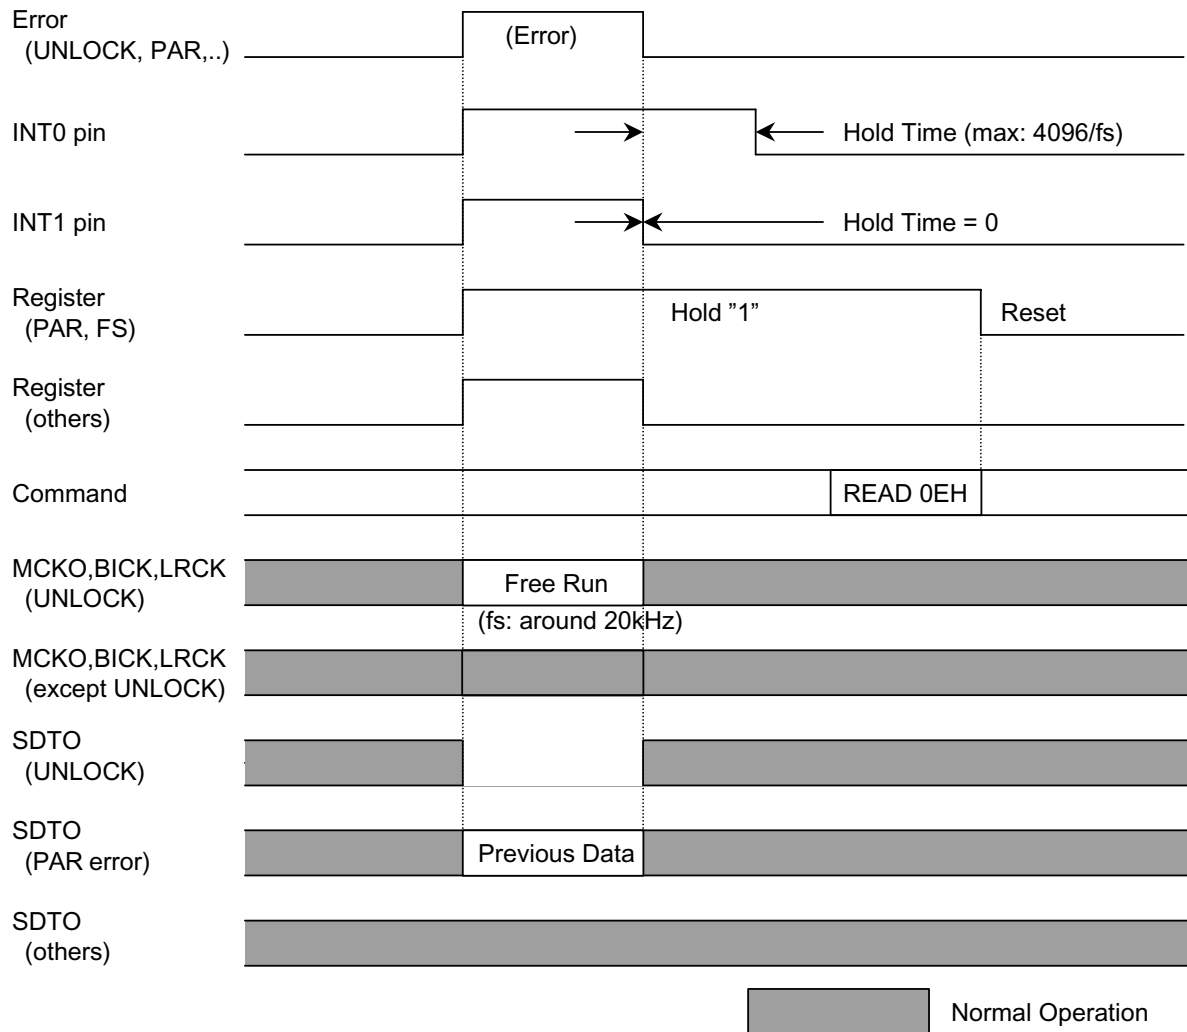 Error
(UNLOCK, PAR,..)
(Error)
INT0 pin
Hold Time (max: 4096/fs)
INT1 pin
Hold Time = 0
Register
(PAR, FS)
Hold ”1”
Reset
Register
(others)
Command
READ 0EH
MCKO,BICK,LRCK
(UNLOCK)
Free Run
(fs: around 20kHz)
MCKO,BICK,LRCK
(except UNLOCK)
SDTO
(UNLOCK)
SDTO
(PAR error)
Previous Data
SDTO
(others)
Normal Operation